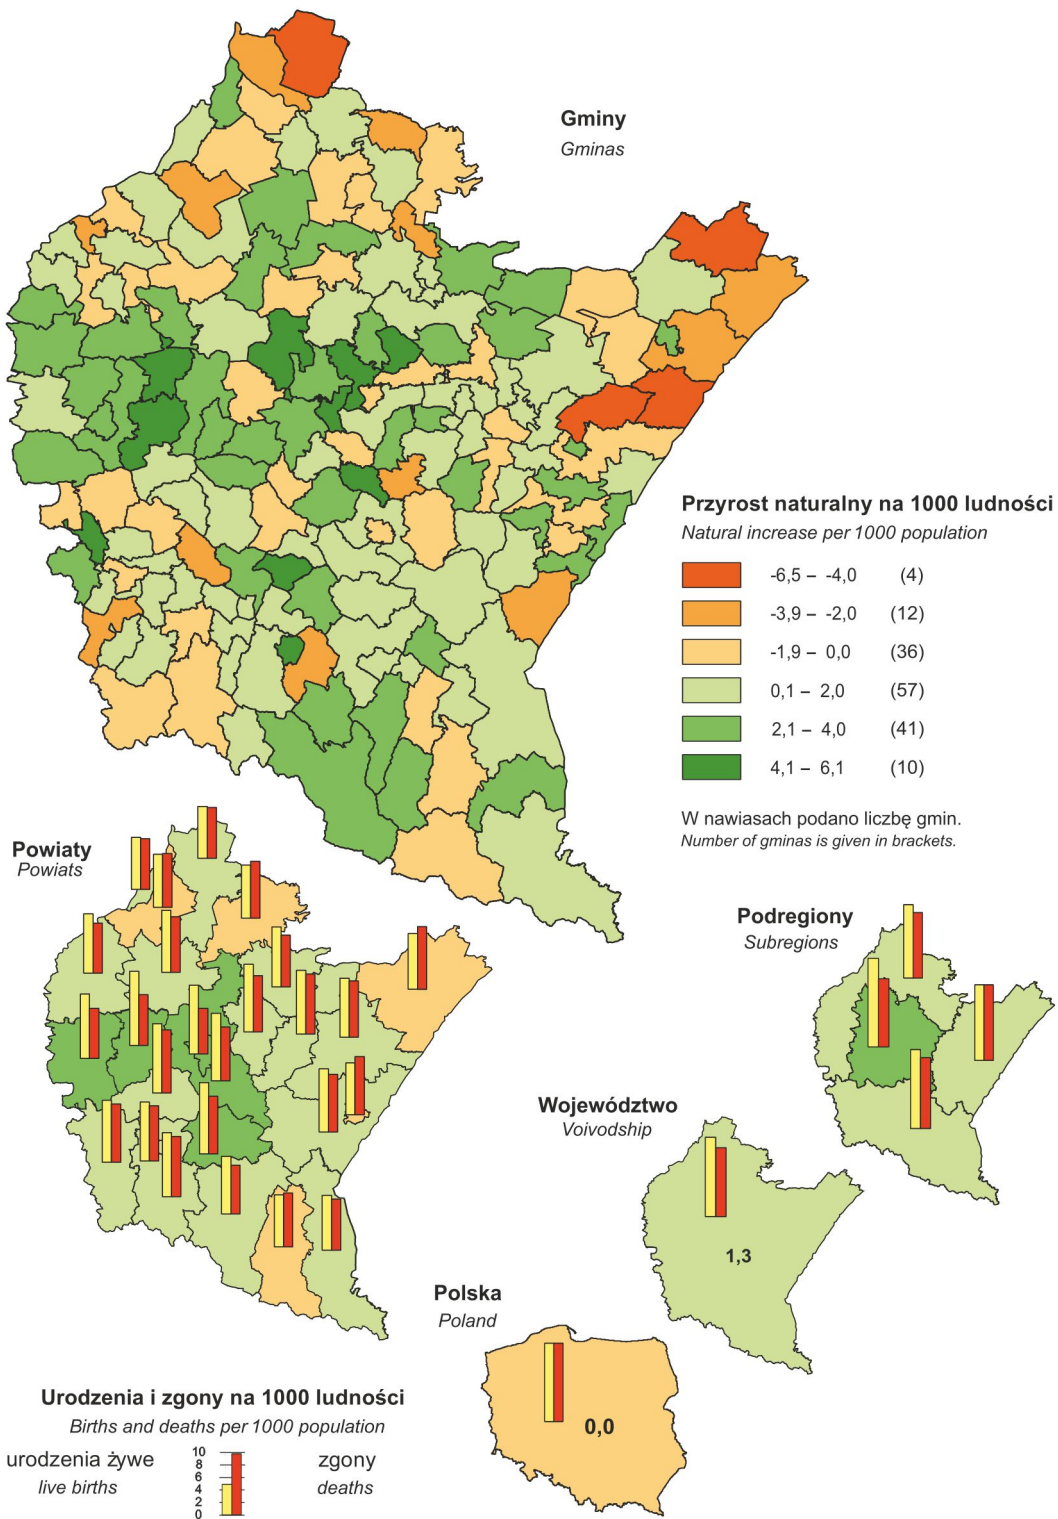 Gminy
Gminas
Przyrost naturalny na 1000 ludności
Natural increase per 1000 population
-6,5 – -4,0 (4)
-3,9 – -2,0 (12)
-1,9 – 0,0 (36)
0,1 – 2,0 (57)
2,1 – 4,0 (41)
4,1 – 6,1 (10)
W nawiasach podano liczbę gmin.
Number of gminas is given in brackets.
Powiaty
Powiats
Podregiony
Subregions
Województwo
Voivodship
1,3
Polska
Poland
0,0
Urodzenia i zgony na 1000 ludności
Births and deaths per 1000 population
urodzenia żywe
live births
10
8
6
4
2
0
zgony
deaths